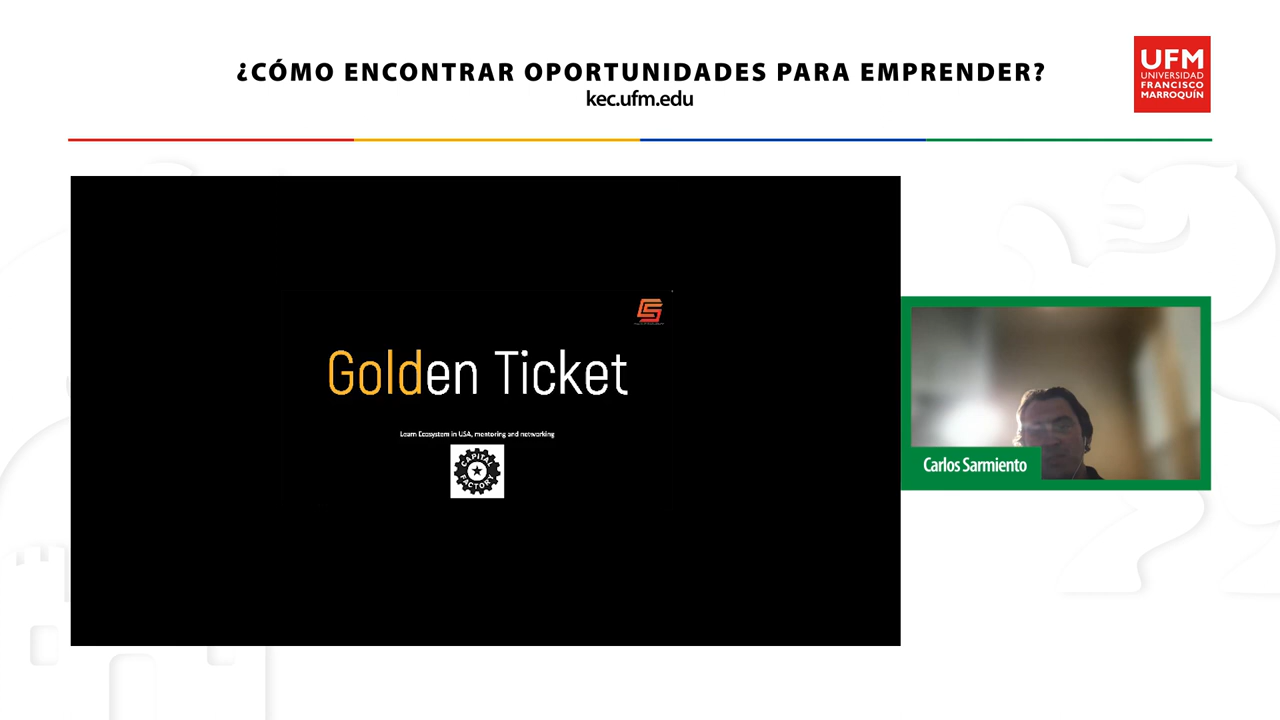 ¿CÓMO ENCONTRAR OPORTUNIDADES PARA EMPRENDER?
kec.ufm.edu
UFM
UNIVERSIDAD
FRANCISCO
MARROQUÍN
Golden Ticket
Learn Ecosystem in USA, mentoring and networking
CAPITAL
FACTORY
Carlos Sarmiento